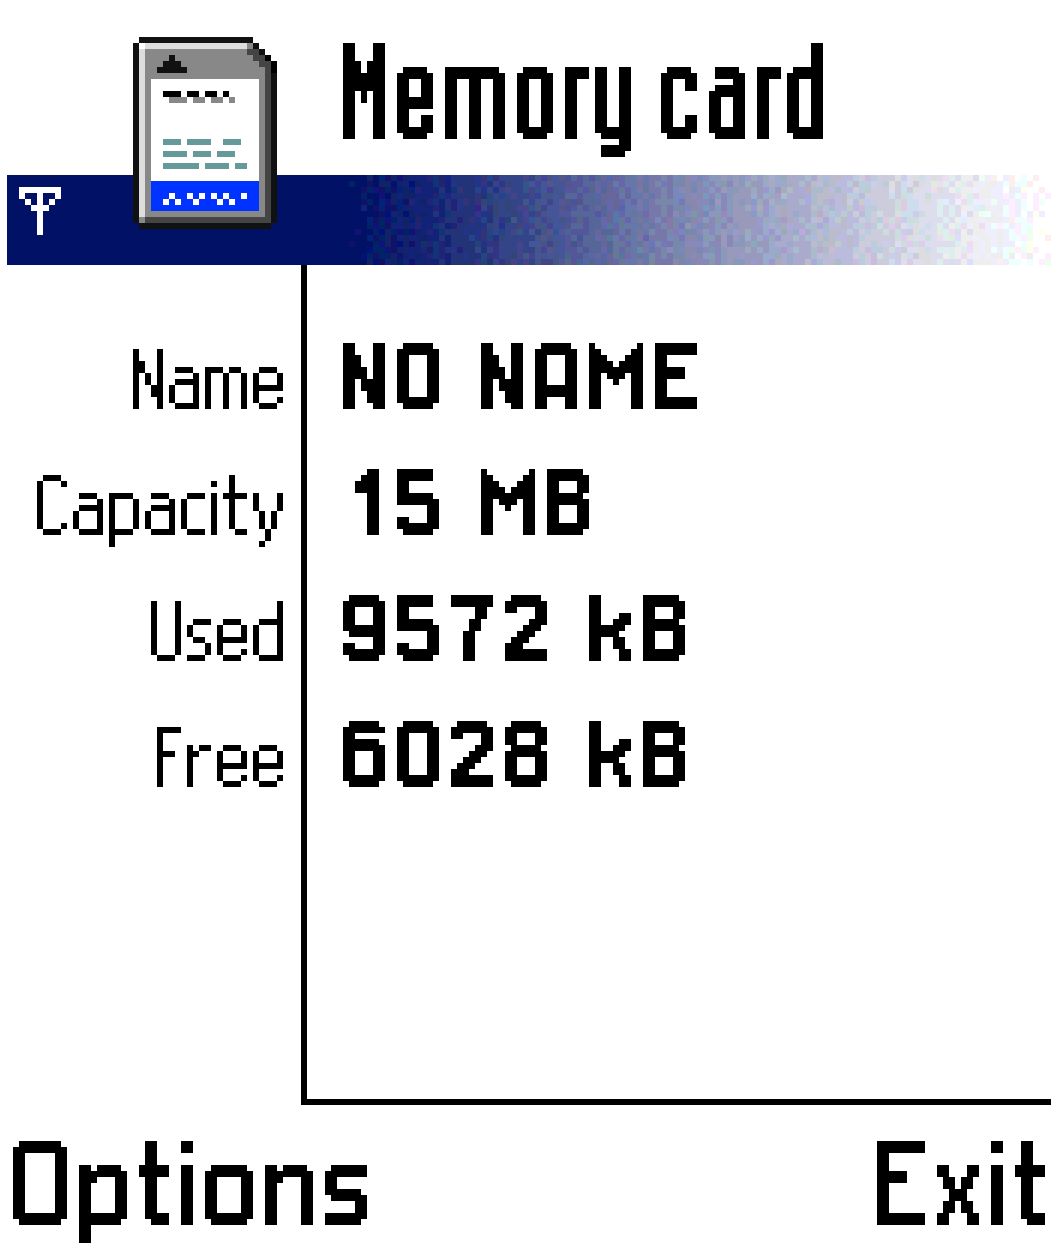 Memory card
Name NO NAME
Capacity 15 MB
Used 9572 kB
Free 6028 kB
Options Exit